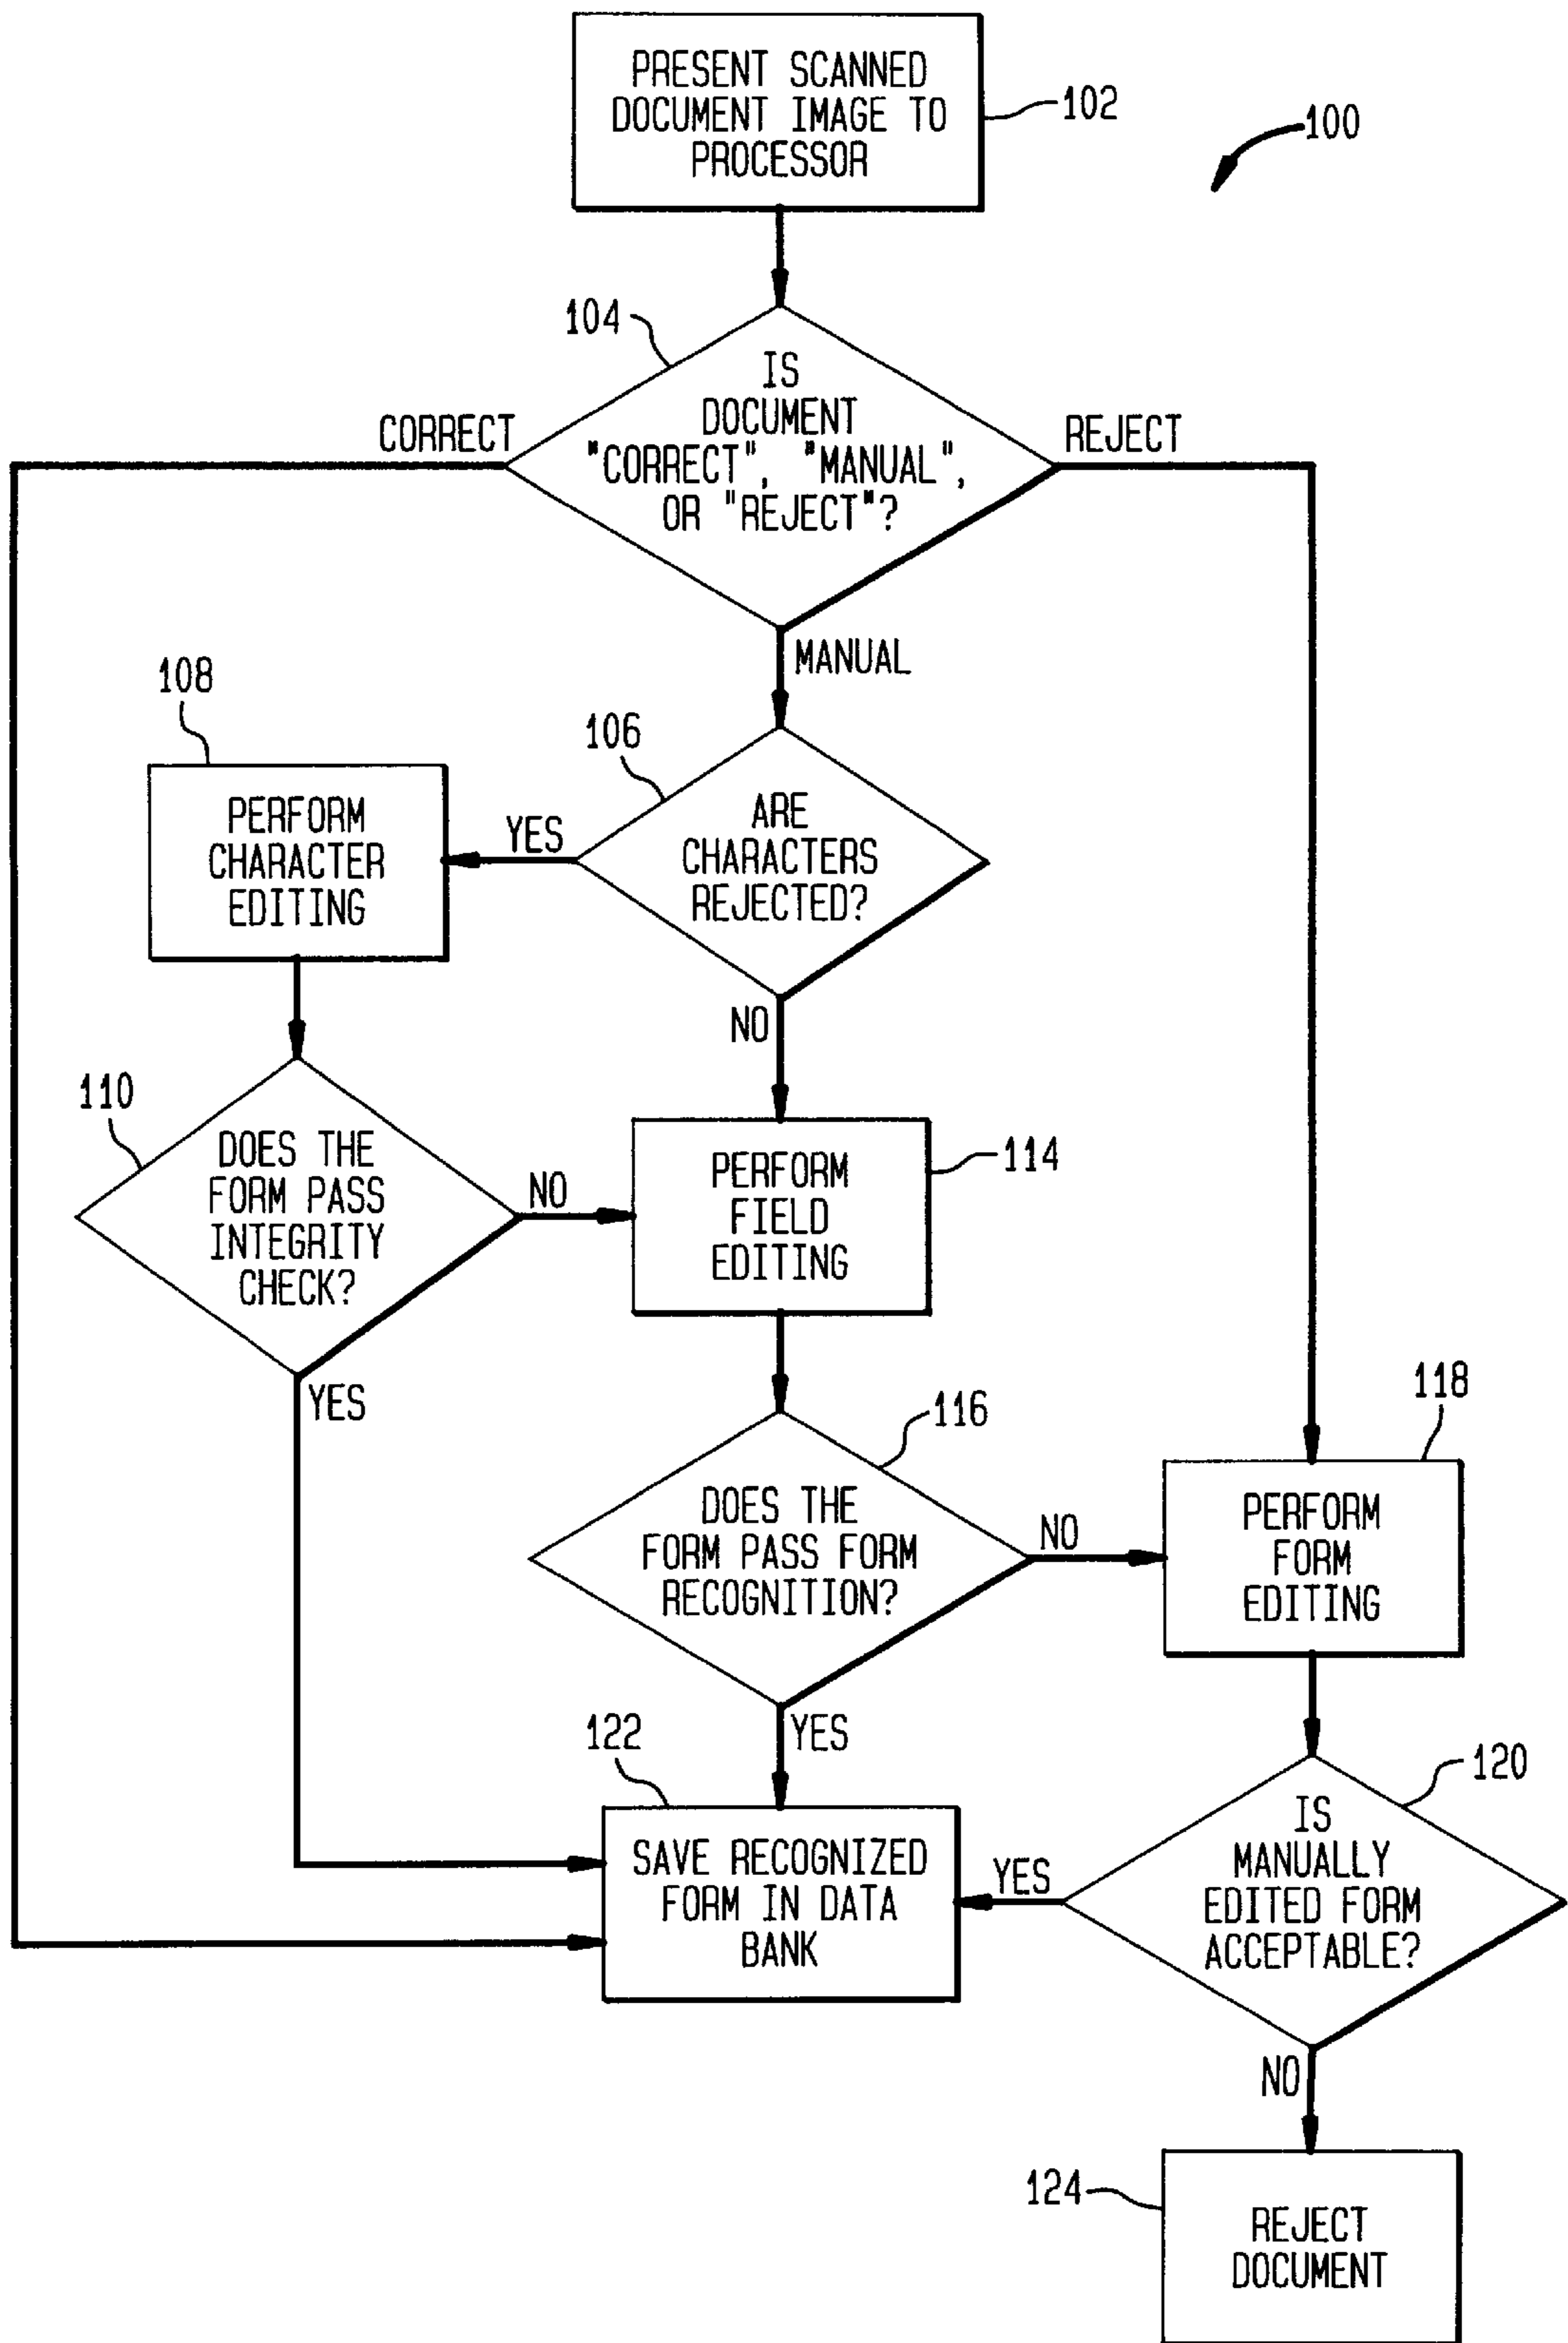 PRESENT SCANNED
DOCUMENT IMAGE TO
PROCESSOR
102
100
104
IS
DOCUMENT
"CORRECT", "MANUAL",
OR "REJECT"?
CORRECT
REJECT
MANUAL
108
106
PERFORM
CHARACTER
EDITING
YES
ARE
CHARACTERS
REJECTED?
NO
110
DOES THE
FORM PASS
INTEGRITY
CHECK?
NO
PERFORM
FIELD
EDITING
114
YES
116
118
DOES THE
FORM PASS FORM
RECOGNITION?
NO
PERFORM
FORM
EDITING
YES
122
120
SAVE RECOGNIZED
FORM IN DATA
BANK
YES
IS
MANUALLY
EDITED FORM
ACCEPTABLE?
NO
124
REJECT
DOCUMENT